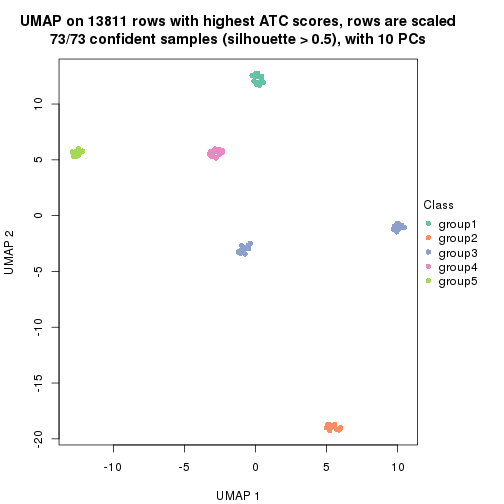 UMAP on 13811 rows with highest ATC scores, rows are scaled
73/73 confident samples (silhouette > 0.5), with 10 PCs
10
5
0
-5
-10
-15
-20
UMAP 2
-10
-5
0
5
10
UMAP 1
Class
group1
group2
group3
group4
group5